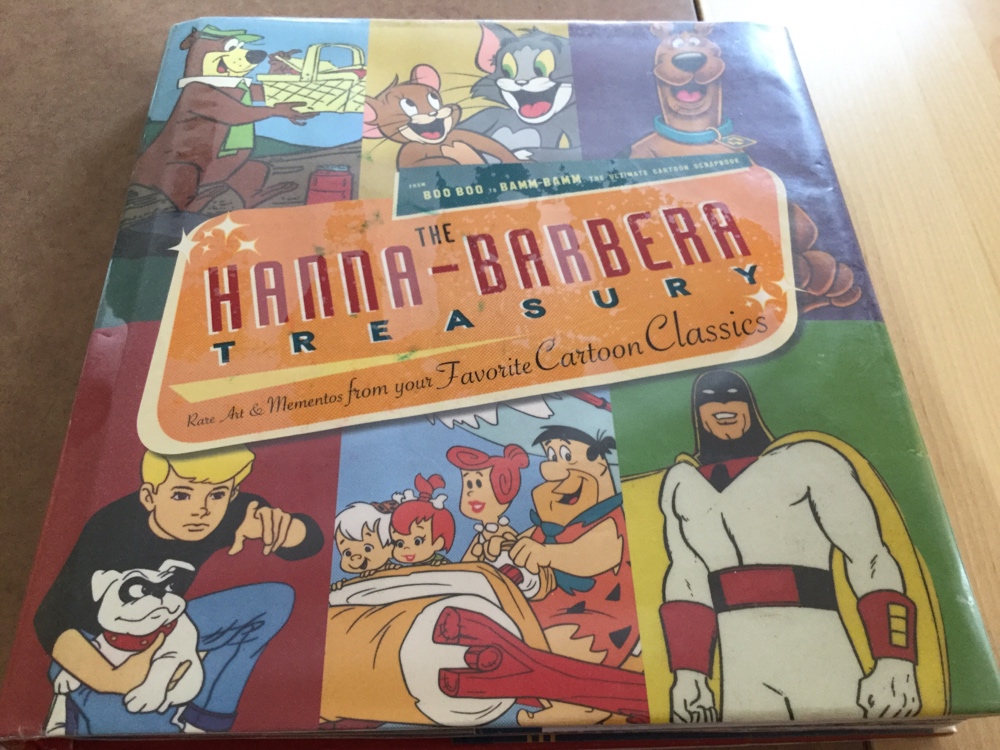 FROM BOO BOO TO BAMM-BAMM, THE ULTIMATE CARTOON SCRAPBOOK
THE
HANNA-BARBERA
TREASURY
Rare Art & Mementos from your Favorite Cartoon Classics